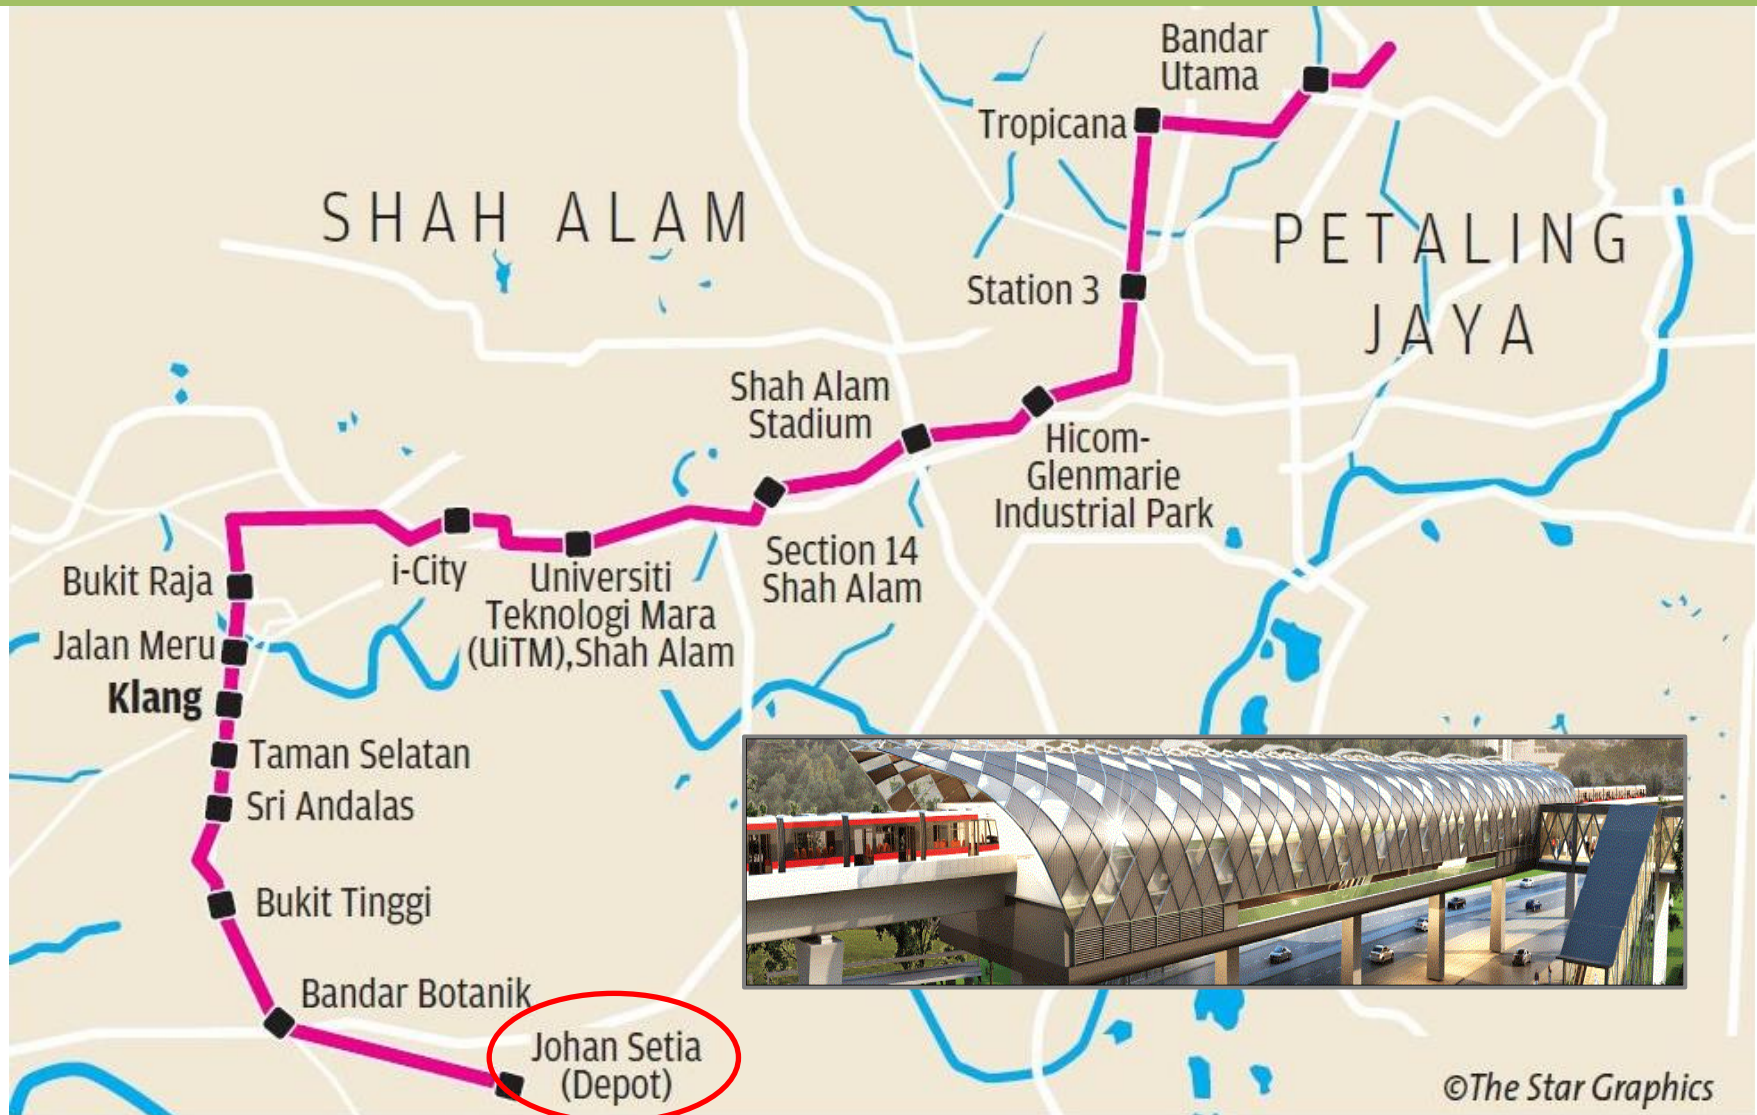 Bandar
Utama
Tropicana
SHAH ALAM
PETALING
JAYA
Station 3
Shah Alam
Stadium
Hicom-
Glenmarie
Industrial Park
Section 14
Shah Alam
i-City
Universiti
Teknologi Mara
(UiTM),Shah Alam
Bukit Raja
Jalan Meru
Klang
Taman Selatan
Sri Andalas
Bukit Tinggi
Bandar Botanik
Johan Setia
(Depot)
©The Star Graphics